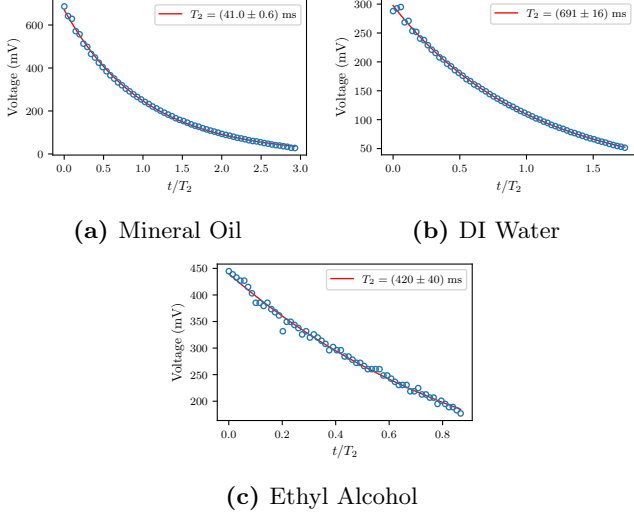 T₂ = (41.0 ± 0.6) ms
Voltage (mV)
600
400
200
0
0.0 0.5 1.0 1.5 2.0 2.5 3.0
t/T₂
(a) Mineral Oil
T₂ = (691 ± 16) ms
Voltage (mV)
300
250
200
150
100
50
0.0 0.5 1.0 1.5
t/T₂
(b) DI Water
T₂ = (420 ± 40) ms
Voltage (mV)
450
400
350
300
250
200
0.0 0.2 0.4 0.6 0.8
t/T₂
(c) Ethyl Alcohol